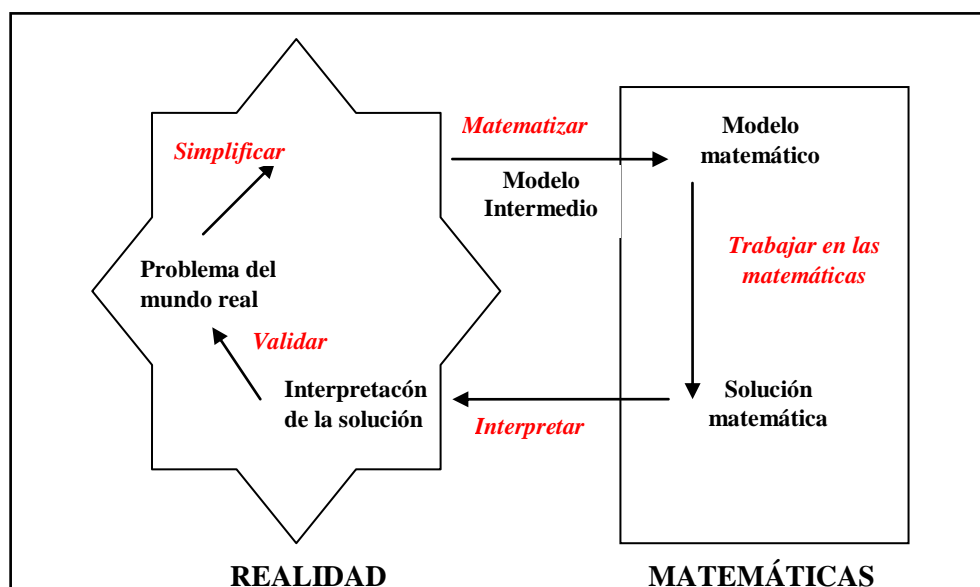 Simplificar
Matematizar
Modelo
Intermedio
Modelo
matemático
Trabajar en las
matemáticas
Problema del
mundo real
Validar
Interpretacón
de la solución
Interpretar
Solución
matemática
REALIDAD
MATEMÁTICAS